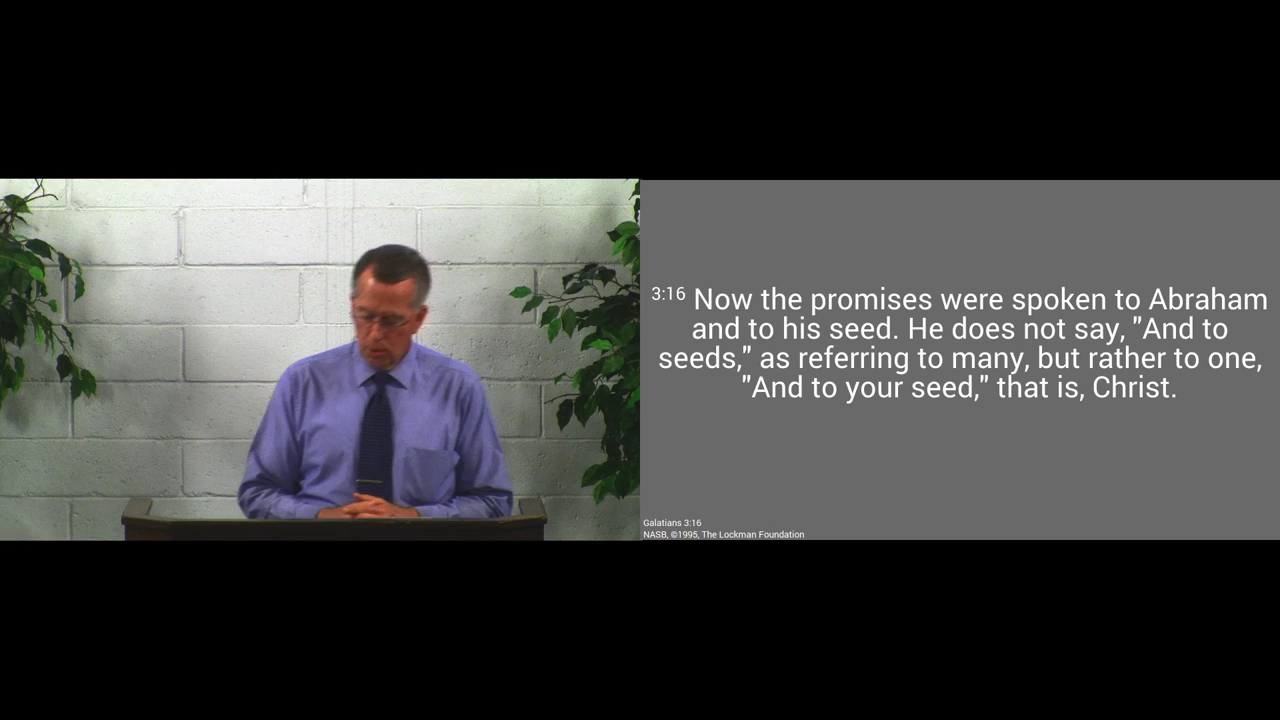 3:16 Now the promises were spoken to Abraham
and to his seed. He does not say, "And to
seeds," as referring to many, but rather to one,
"And to your seed," that is, Christ.
Galatians 3:16
NASB, ©1995, The Lockman Foundation